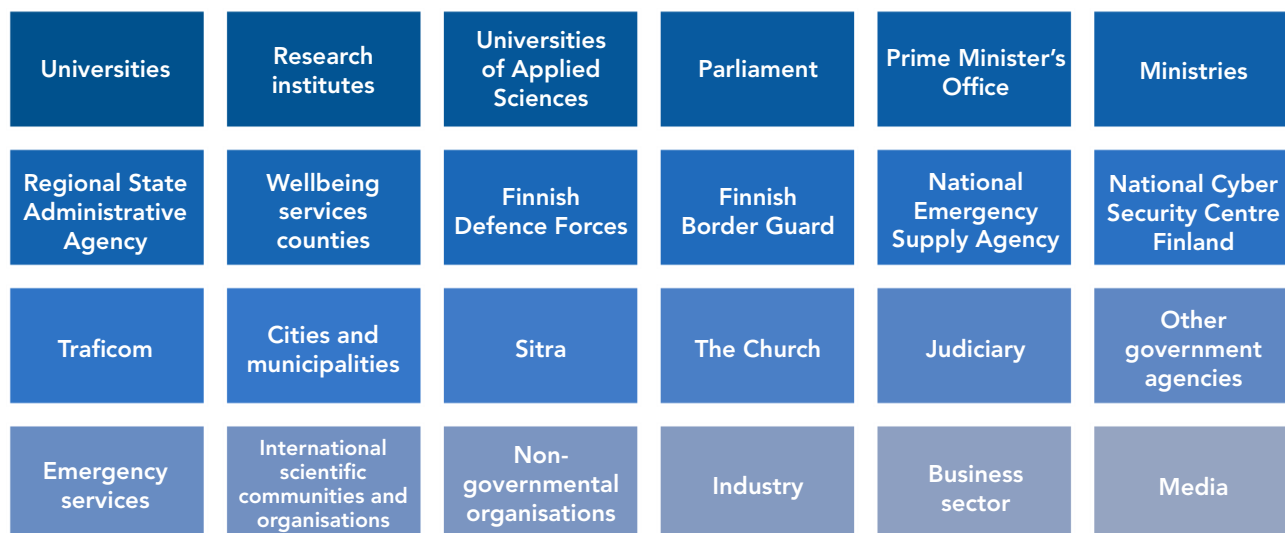 Universities
Research
institutes
Universities
of Applied
Sciences
Parliament
Prime Minister's
Office
Ministries
Regional State
Administrative
Agency
Wellbeing
services
counties
Finnish
Defence Forces
Finnish
Border Guard
National
Emergency
Supply Agency
National Cyber
Security Centre
Finland
Traficom
Cities and
municipalities
Sitra
The Church
Judiciary
Other
government
agencies
Emergency
services
International
scientific
communities and
organisations
Non-
governmental
organisations
Industry
Business
sector
Media